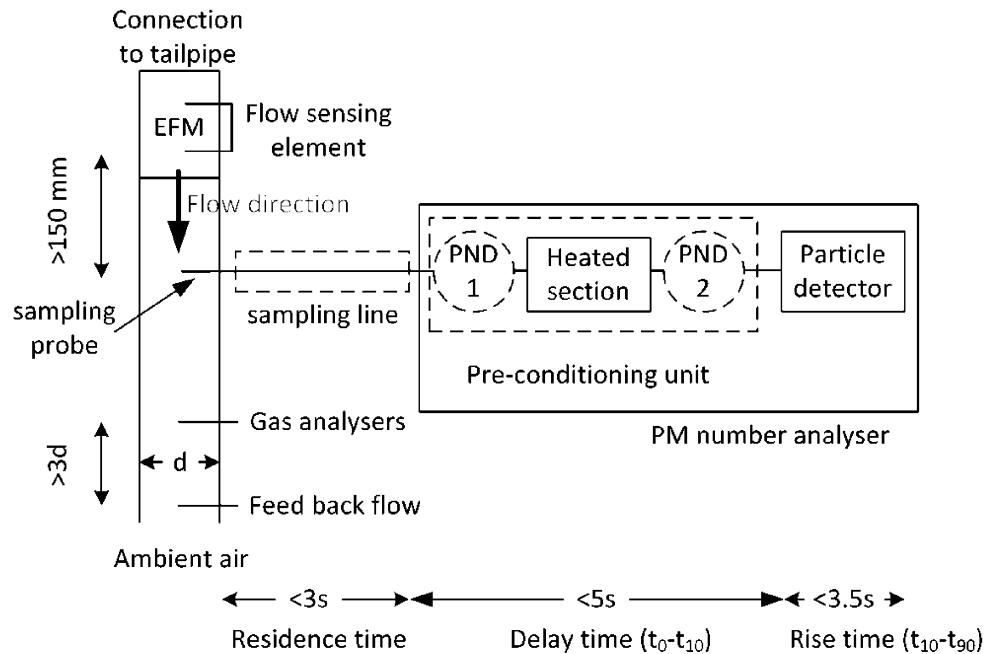 Connection
to tailpipe
EFM
Flow sensing
element
>150 mm
Flow direction
sampling
probe
sampling line
PND
1
Heated
section
PND
2
Particle
detector
Pre-conditioning unit
PM number analyser
Gas analysers
>3d
d
Feed back flow
Ambient air
<3s
<5s
<3.5s
Residence time
Delay time (t₀-t₁₀)
Rise time (t₁₀-t₉₀)